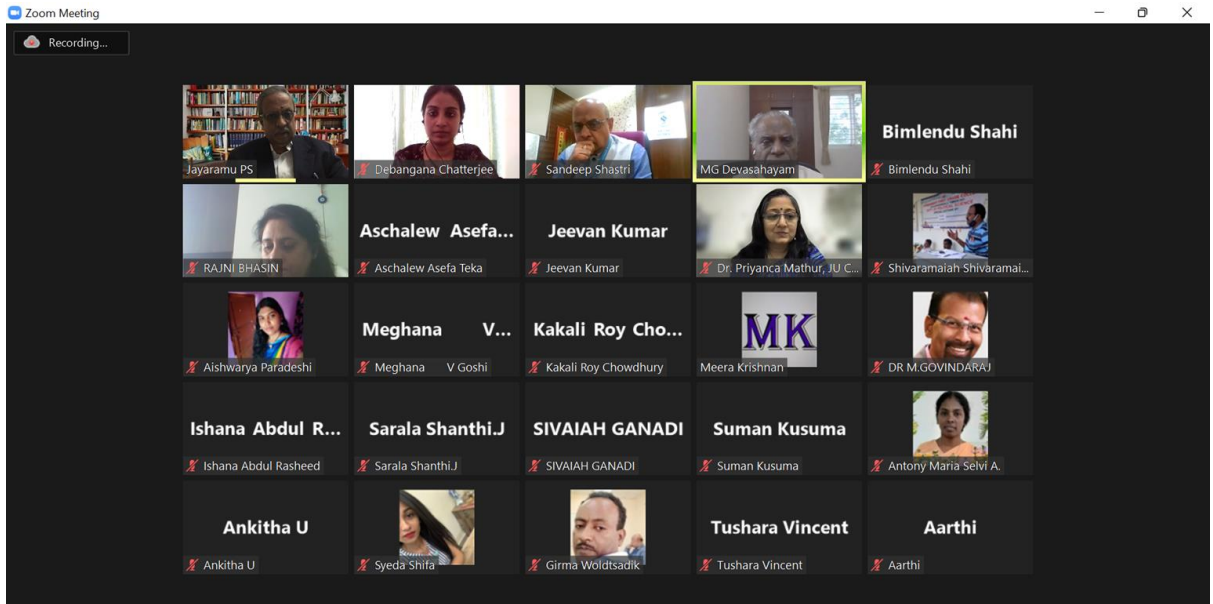 Zoom Meeting
Recording...
Jayaramu PS
Debangana Chatterjee
Sandeep Shastri
MG Devasahayam
Bimlendu Shahi
Bimlendu Shahi
RAJNI BHASIN
Aschalew Asefa...
Aschalew Asefa Teka
Jeevan Kumar
Jeevan Kumar
Dr. Priyanca Mathur, JU C...
Shivaramaiah Shivaramai...
Aishwarya Paradeshi
Meghana V...
Meghana V Goshi
Kakali Roy Cho...
Kakali Roy Chowdhury
MK
Meera Krishnan
DR M.GOVINDARAJ
Ishana Abdul R...
Ishana Abdul Rasheed
Sarala Shanthi.J
Sarala Shanthi.J
SIVAIAH GANADI
SIVAIAH GANADI
Suman Kusuma
Suman Kusuma
Antony Maria Selvi A.
Ankitha U
Ankitha U
Syeda Shifa
Girma Woldtsadik
Tushara Vincent
Tushara Vincent
Aarthi
Aarthi